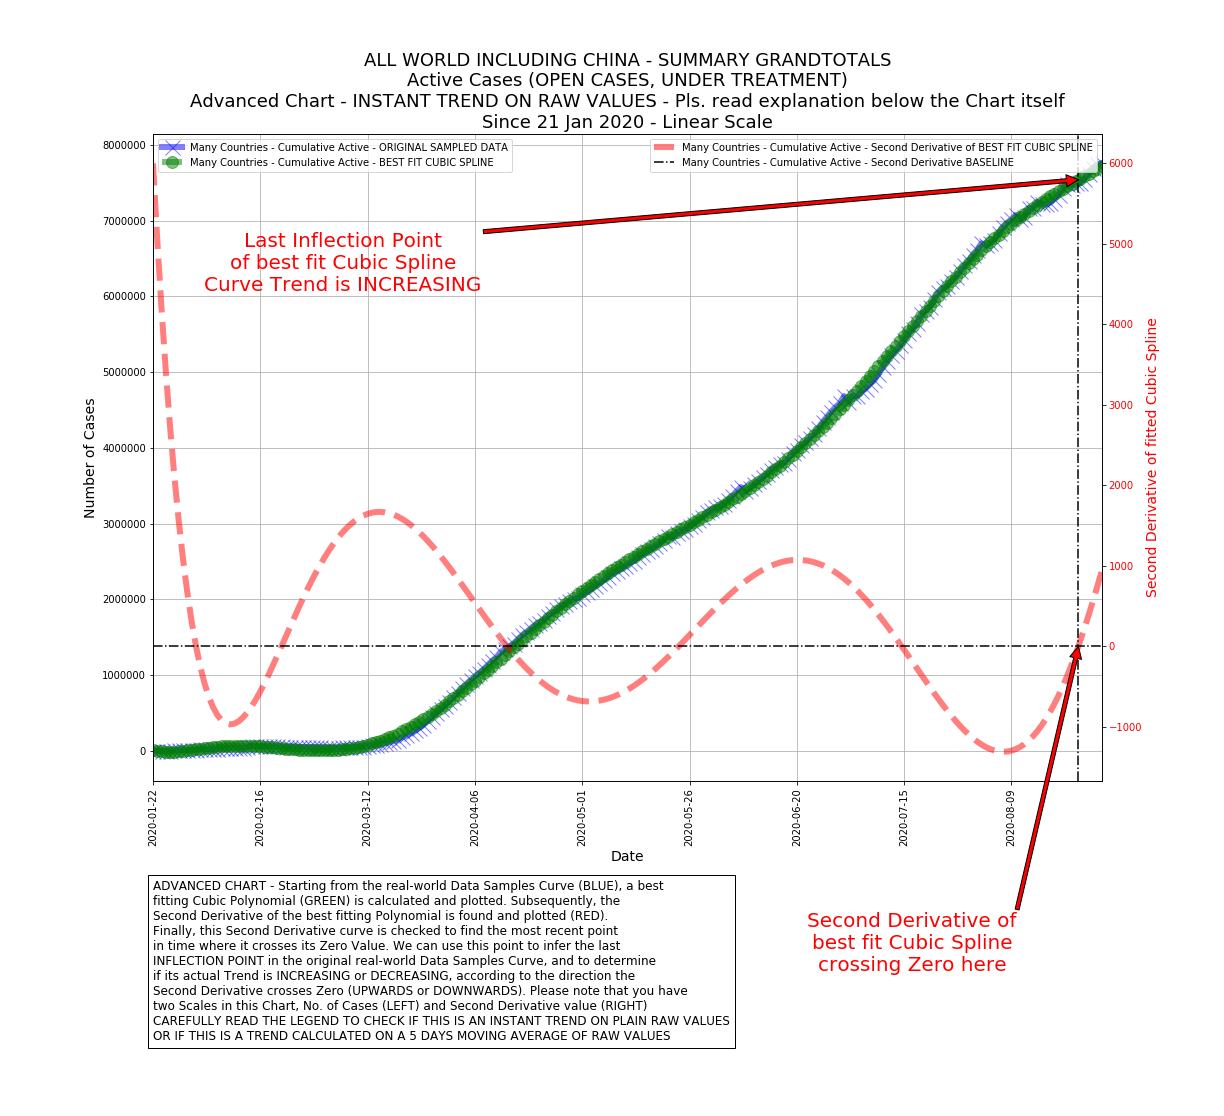 ALL WORLD INCLUDING CHINA - SUMMARY GRANDTOTALS
Active Cases (OPEN CASES, UNDER TREATMENT)
Advanced Chart - INSTANT TREND ON RAW VALUES - Pls. read explanation below the Chart itself
Since 21 Jan 2020 - Linear Scale
Many Countries - Cumulative Active - ORIGINAL SAMPLED DATA
Many Countries - Cumulative Active - BEST FIT CUBIC SPLINE
Many Countries - Cumulative Active - Second Derivative of BEST FIT CUBIC SPLINE
Many Countries - Cumulative Active - Second Derivative BASELINE
Last Inflection Point
of best fit Cubic Spline
Curve Trend is INCREASING
Number of Cases
8000000
7000000
6000000
5000000
4000000
3000000
2000000
1000000
0
6000
5000
4000
3000
2000
1000
0
−1000
Second Derivative of fitted Cubic Spline
2020-01-22
2020-02-16
2020-03-12
2020-04-06
2020-05-01
2020-05-26
2020-06-20
2020-07-15
2020-08-09
Date
ADVANCED CHART - Starting from the real-world Data Samples Curve (BLUE), a best
fitting Cubic Polynomial (GREEN) is calculated and plotted. Subsequently, the
Second Derivative of the best fitting Polynomial is found and plotted (RED).
Finally, this Second Derivative curve is checked to find the most recent point
in time where it crosses its Zero Value. We can use this point to infer the last
INFLECTION POINT in the original real-world Data Samples Curve, and to determine
if its actual Trend is INCREASING or DECREASING, according to the direction the
Second Derivative crosses Zero (UPWARDS or DOWNWARDS). Please note that you have
two Scales in this Chart, No. of Cases (LEFT) and Second Derivative value (RIGHT)
CAREFULLY READ THE LEGEND TO CHECK IF THIS IS AN INSTANT TREND ON PLAIN RAW VALUES
OR IF THIS IS A TREND CALCULATED ON A 5 DAYS MOVING AVERAGE OF RAW VALUES
Second Derivative of
best fit Cubic Spline
crossing Zero here